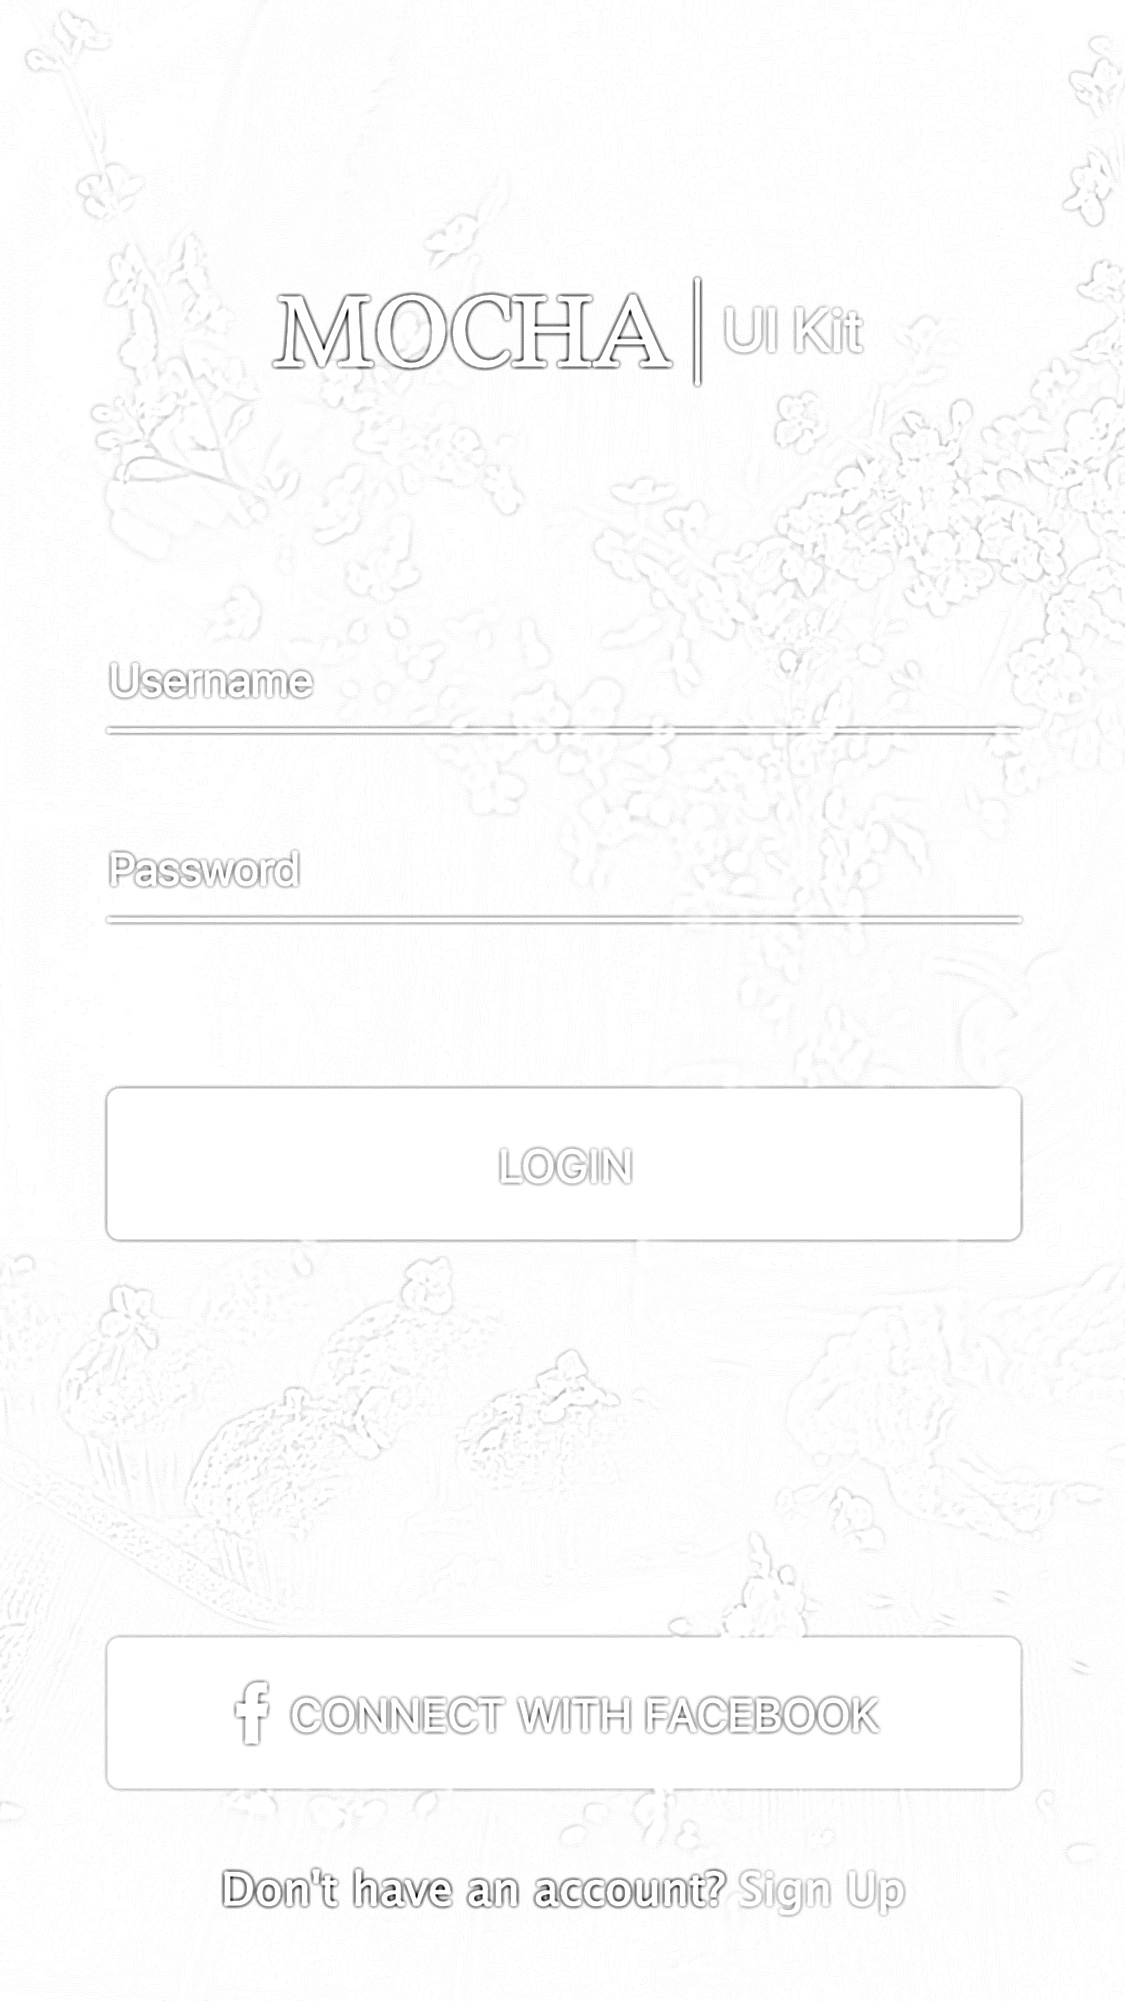 MOCHA | UI Kit
Username
Password
LOGIN
f CONNECT WITH FACEBOOK
Don't have an account? Sign Up